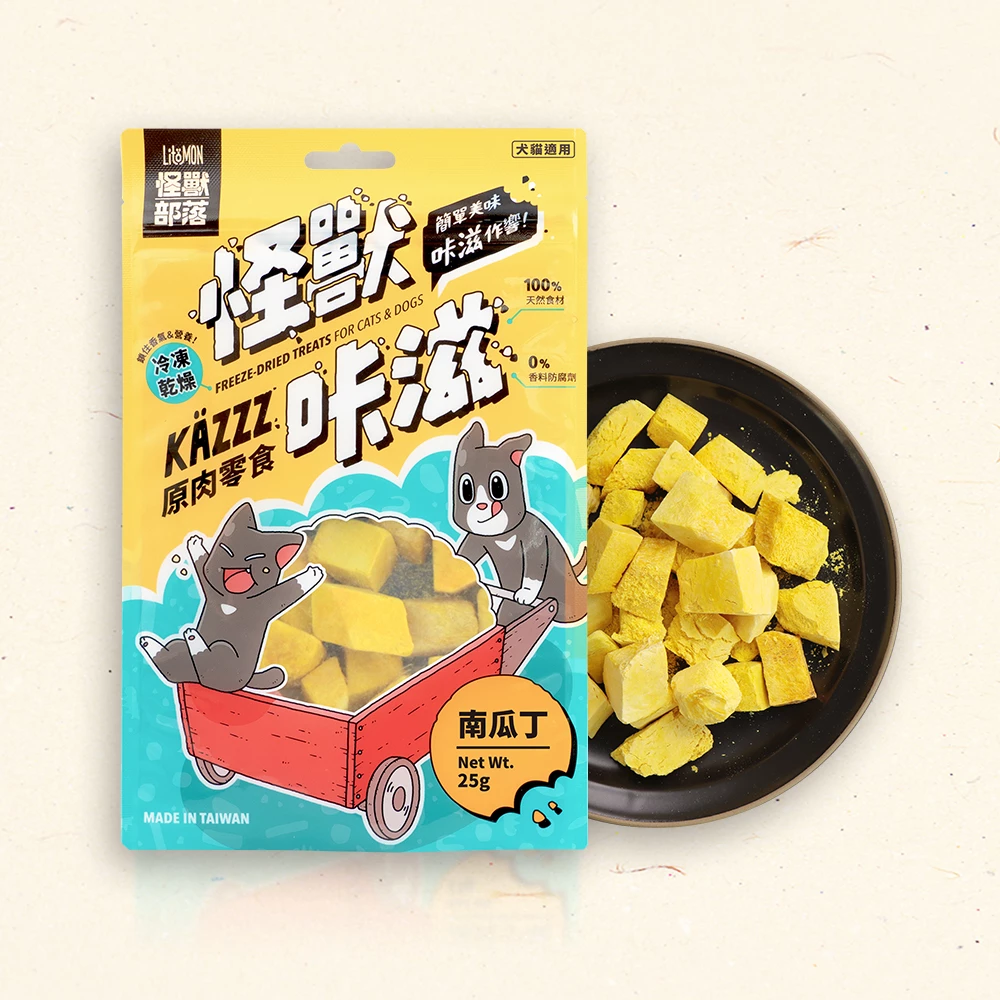 LitoMON
怪獸
部落
犬貓適用
怪獸
簡單美味
咔滋作響!
100%
天然食材
FREEZE-DRIED TREATS FOR CATS & DOGS
鎖住香氣&營養!
冷凍
乾燥
0%
香料防腐劑
咔滋
KÄZZZ
原肉零食
南瓜丁
Net Wt.
25g
MADE IN TAIWAN